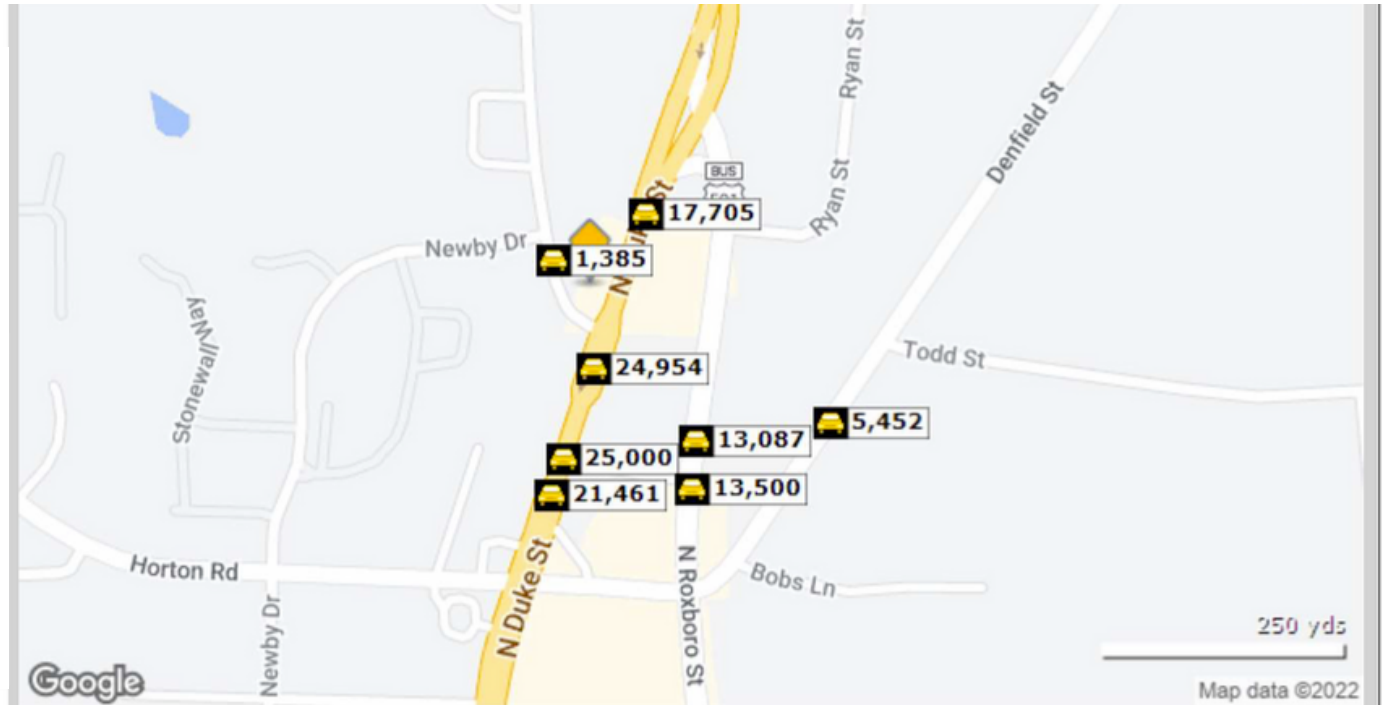 Ryan St
Denfield St
BUS
Ryan St
17,705
Newby Dr
1,385
Stonewall Way
24,954
Todd St
5,452
13,087
25,000
13,500
21,461
Horton Rd
N Duke St
N Roxboro St
Bobs Ln
Newby Dr
250 yds
Google
Map data ©2022